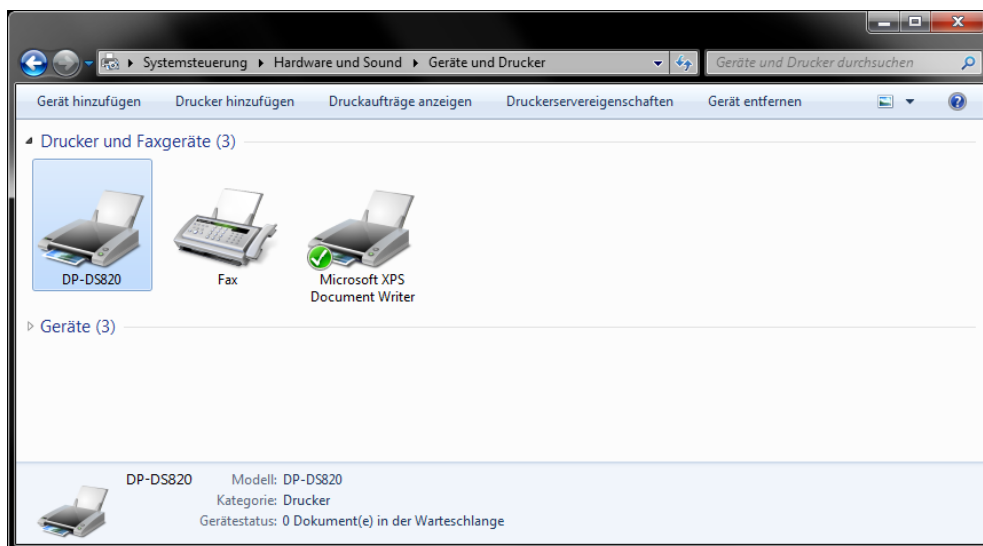 Systemsteuerung Hardware und Sound Geräte und Drucker Geräte und Drucker durchsuchen
Gerät hinzufügen Drucker hinzufügen Druckaufträge anzeigen Druckerservereigenschaften Gerät entfernen
Drucker und Faxgeräte (3)
DP-DS820 Fax Microsoft XPS
Document Writer
Geräte (3)
DP-DS820 Modell: DP-DS820
Kategorie: Drucker
Gerätestatus: 0 Dokument(e) in der Warteschlange